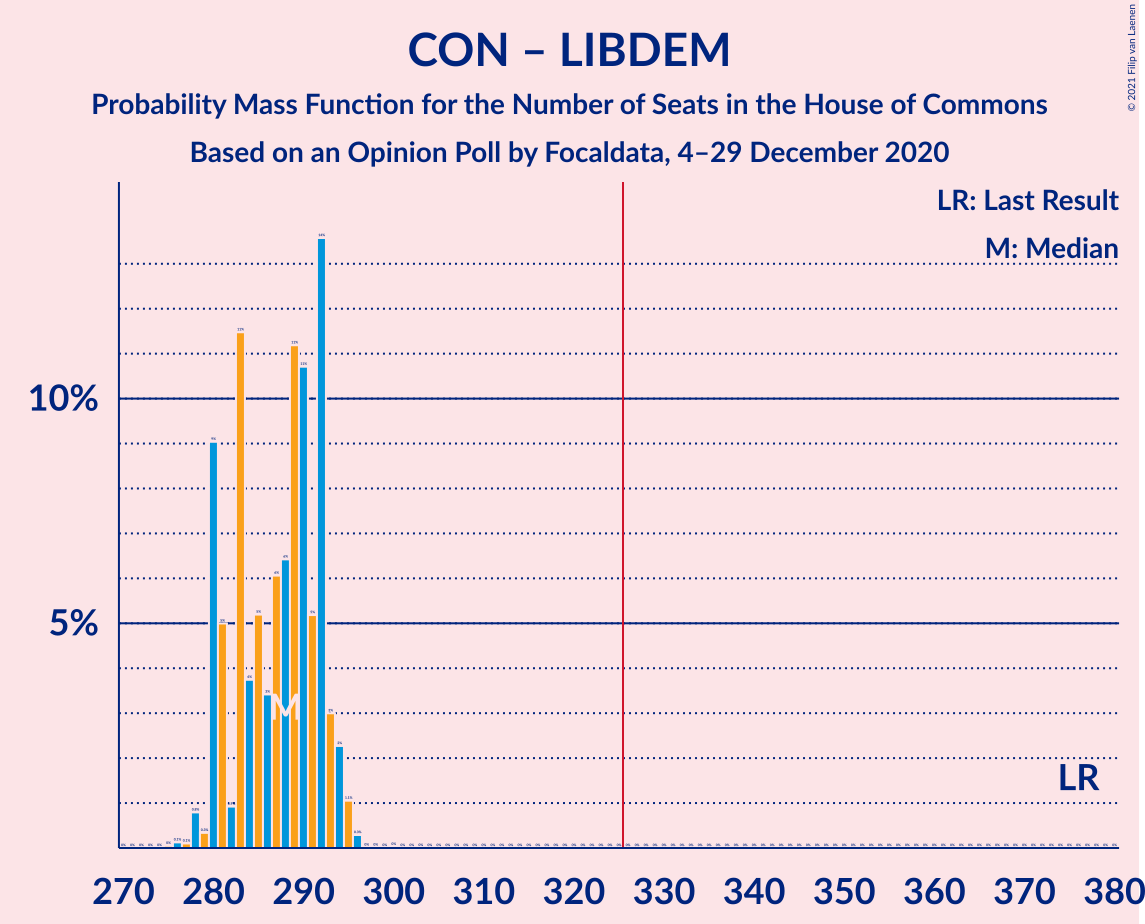 CON – LIBDEM
Probability Mass Function for the Number of Seats in the House of Commons
Based on an Opinion Poll by Focaldata, 4–29 December 2020
© 2021 Filip van Laenen
LR: Last Result
M: Median
10%
5%
M
LR
270 280 290 300 310 320 330 340 350 360 370 380